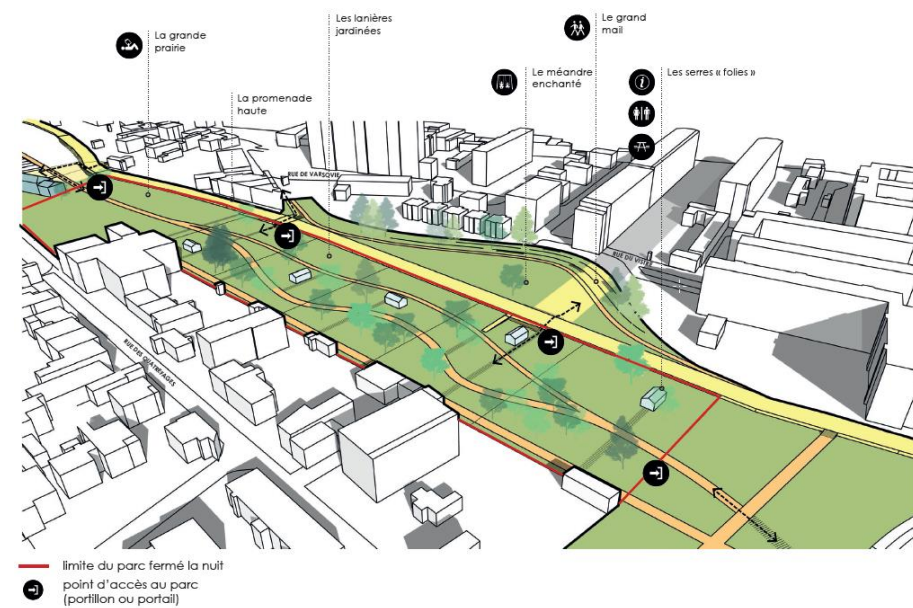 Le grand
mail
Les lanières
jardinées
La grande
prairie
Le méandre
enchanté
Les serres « folies »
La promenade
haute
RUE DE VARSOVIE
RUE DU VISTRE
RUE DES QUATREFAGES
limite du parc fermé la nuit
point d'accès au parc
(portillon ou portail)